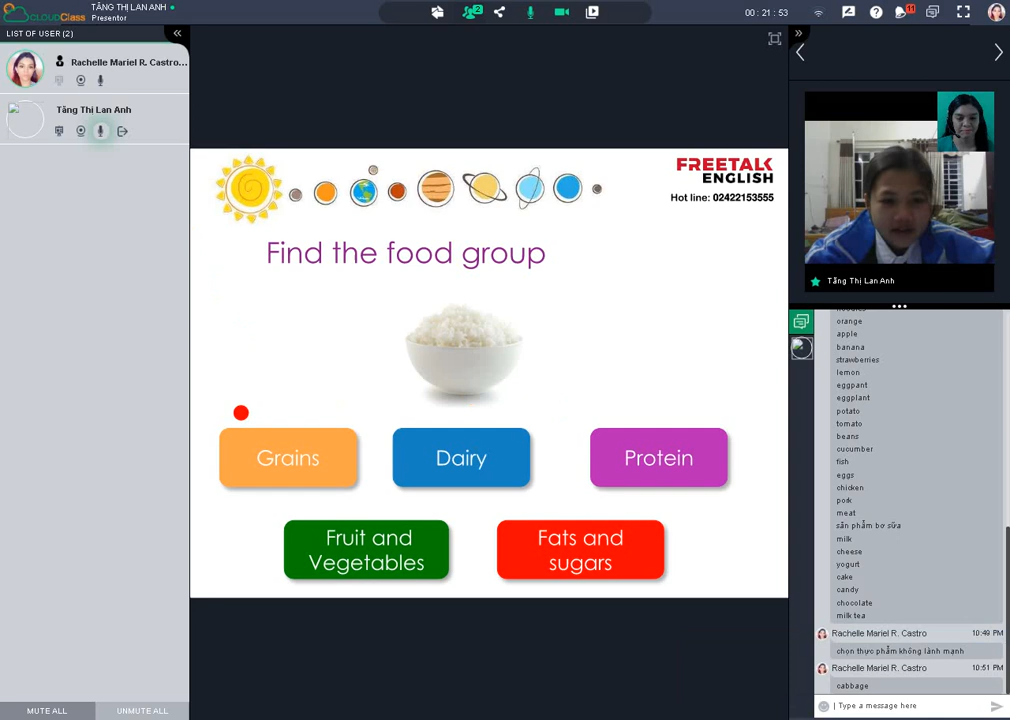 TĂNG THỊ LAN ANH
CLOUDClass
Presentor
2
00 : 21 : 53
11
LIST OF USER (2)
Rachelle Mariel R. Castro...
Tăng Thị Lan Anh
FREETALK
ENGLISH
Hot line: 02422153555
Find the food group
Grains
Dairy
Protein
Fruit and
Vegetables
Fats and
sugars
Tăng Thị Lan Anh
orange
apple
banana
strawberries
lemon
eggpant
eggplant
potato
tomato
beans
cucumber
fish
eggs
chicken
pork
meat
sản phẩm bơ sữa
milk
cheese
yogurt
cake
candy
chocolate
milk tea
Rachelle Mariel R. Castro 10:49 PM
chọn thực phẩm không lành mạnh
Rachelle Mariel R. Castro 10:51 PM
cabbage
Type a message here
MUTE ALL
UNMUTE ALL